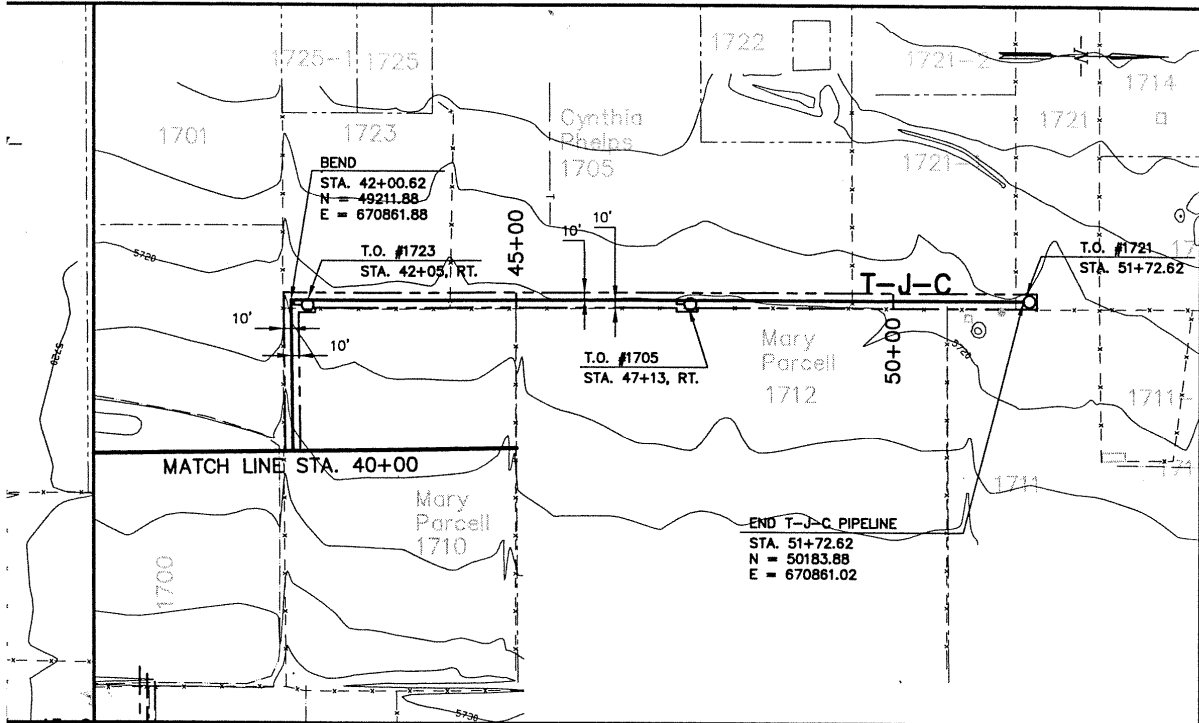 1725-1
1725
1722
1721-2
-N-
1714
1701
1723
Cynthia
Phelps
1705
1721
1721-
BEND
STA. 42+00.62
N = 49211.88
E = 670861.88
T.O. #1723
STA. 42+05, RT.
45+00
10'
10'
T.O. #1721
STA. 51+72.62
17
5720
T-J-C
10'
10'
50+00
5720
5720
T.O. #1705
STA. 47+13, RT.
Mary
Parcell
1712
1711-
MATCH LINE STA. 40+00
171
1711
Mary
Parcell
1710
1700
END T-J-C PIPELINE
STA. 51+72.62
N = 50183.88
E = 670861.02
5730